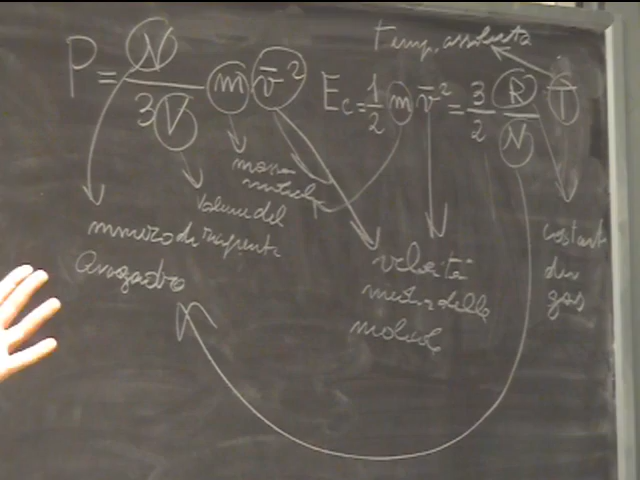 Temp. assoluta
P = N / 3V m v̄²
Ec = 1/2 m v̄² = 3/2 R/N T
massa
molecola
volume del
recipiente
numero di
avogadro
velocità
media delle
molecole
costante
dei
gas